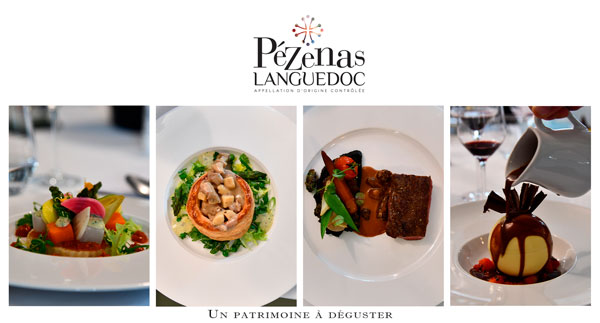 PéZenas
LANGUEDOC
APPELLATION D'ORIGINE CONTRÔLÉE
UN PATRIMOINE À DÉGUSTER